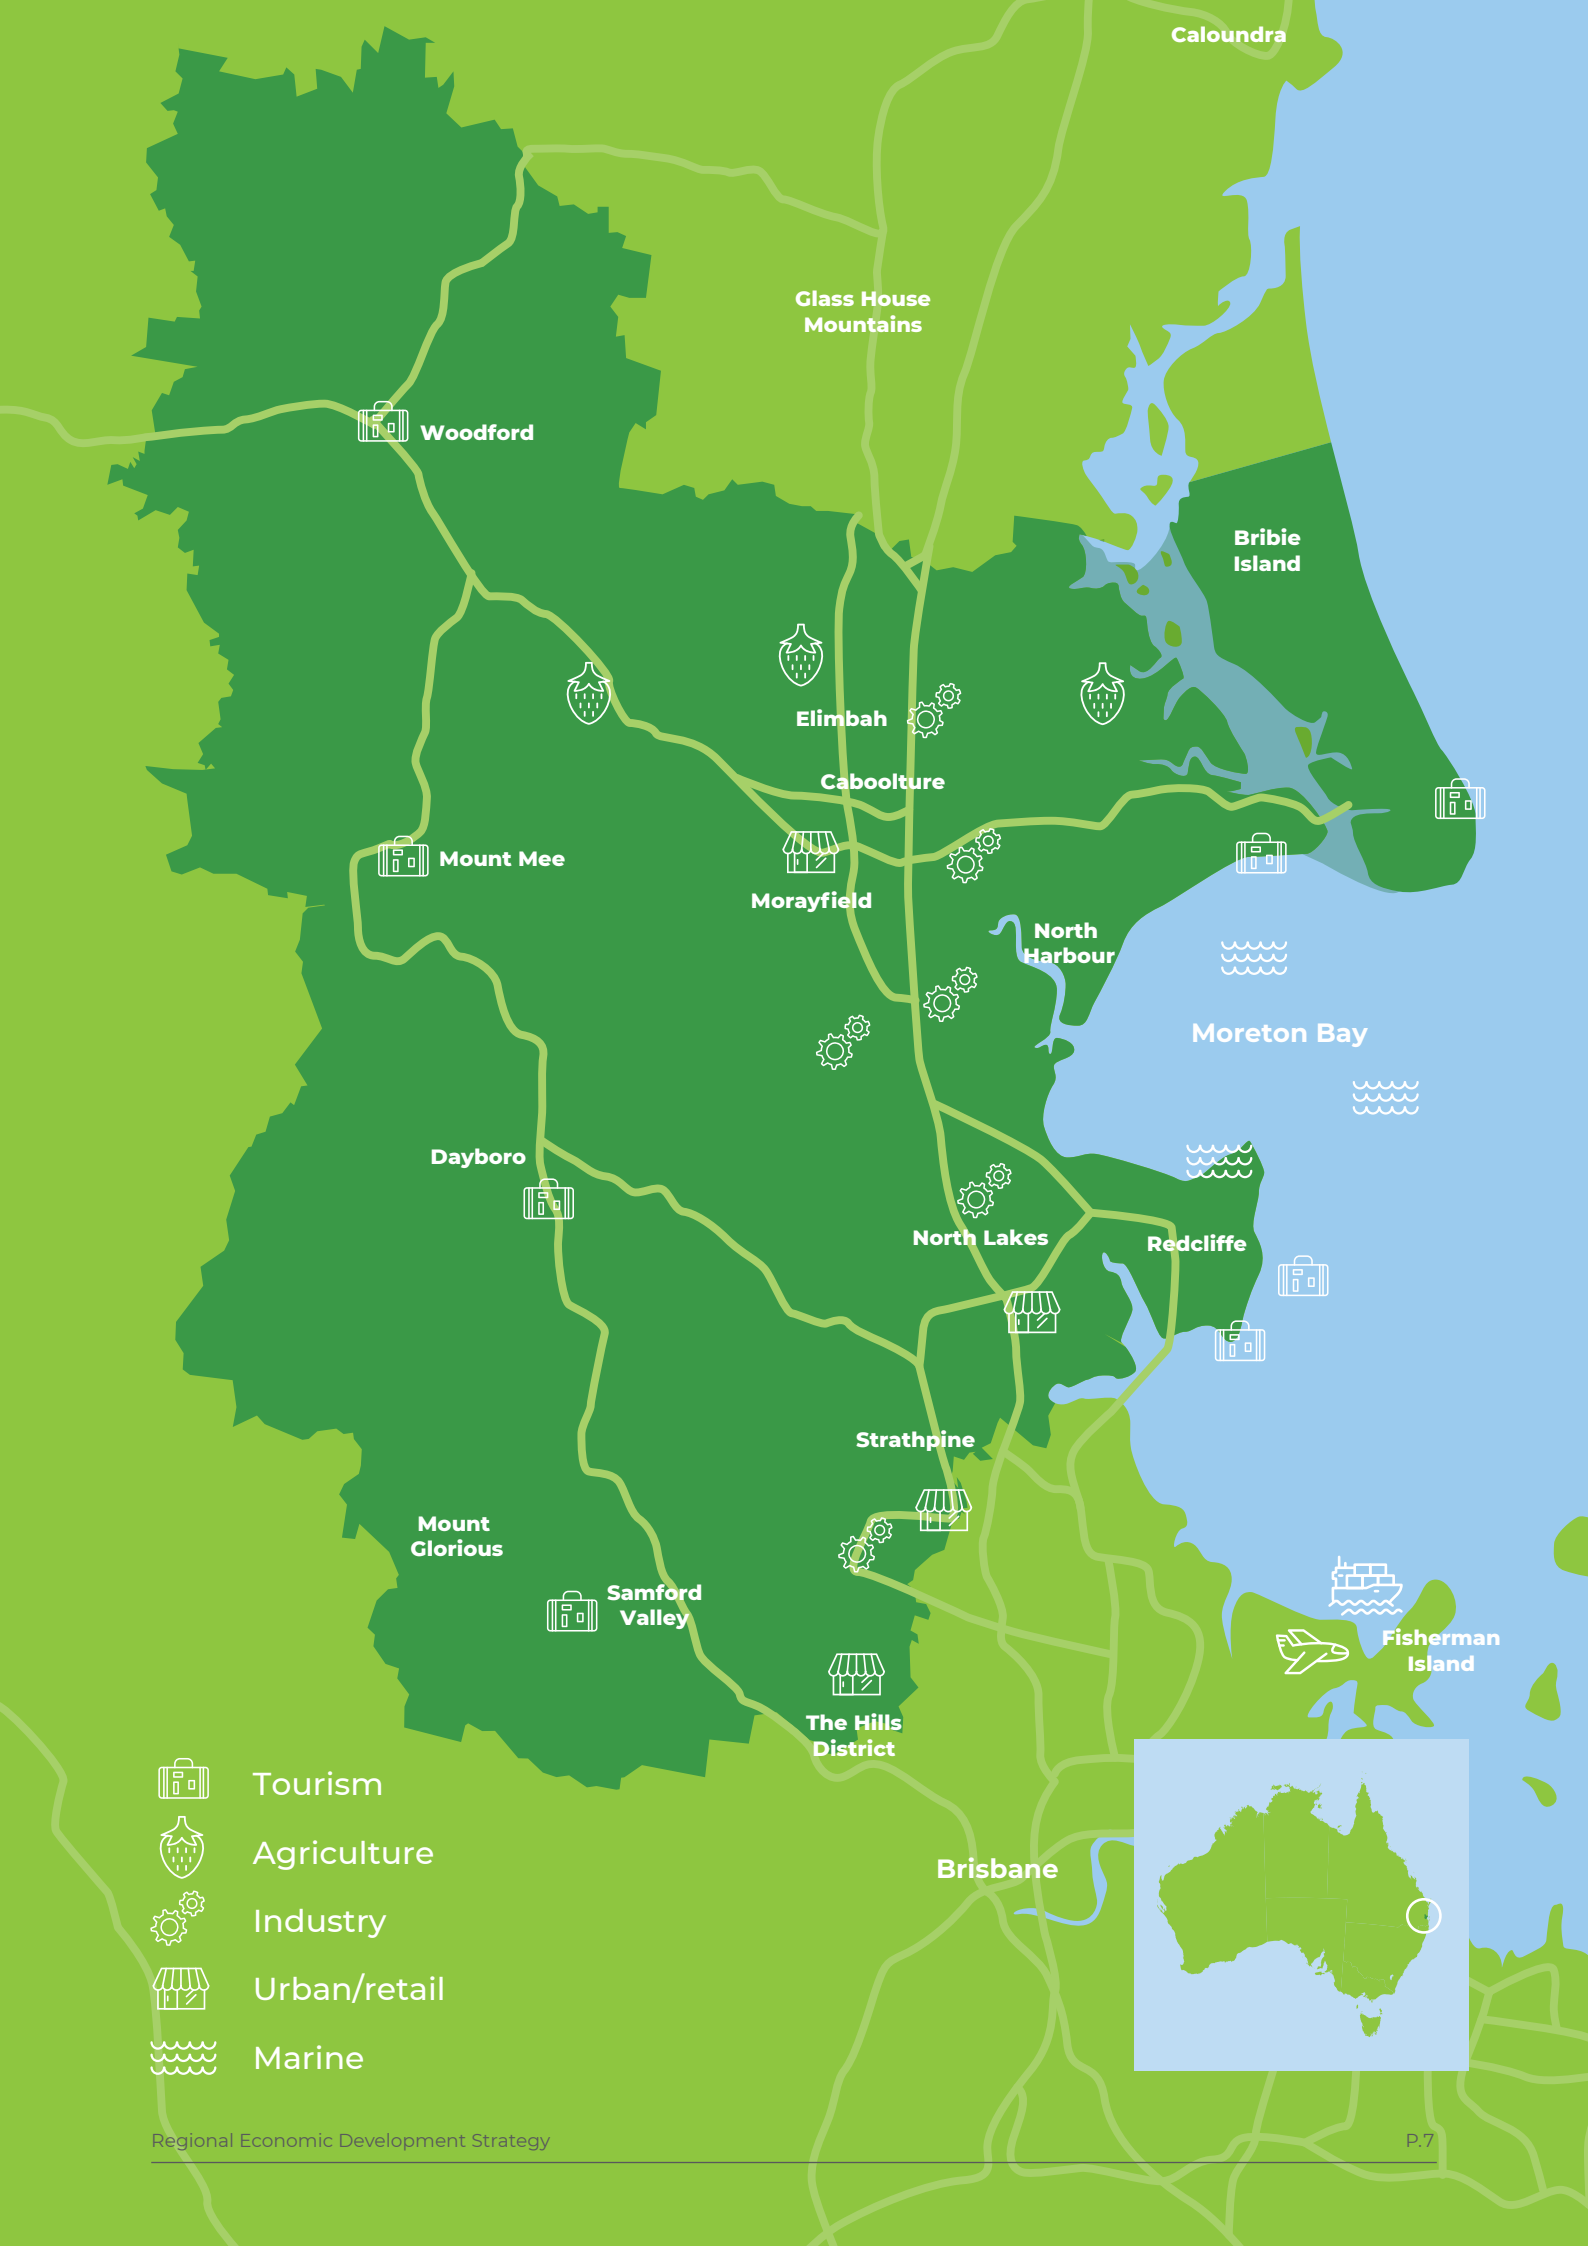 Caloundra
Glass House
Mountains
Woodford
Bribie
Island
Elimbah
Caboolture
Mount Mee
Morayfield
North
Harbour
Moreton Bay
Dayboro
North Lakes
Redcliffe
Strathpine
Mount
Glorious
Samford
Valley
Fisherman
Island
The Hills
District
Brisbane
Tourism
Agriculture
Industry
Urban/retail
Marine
Regional Economic Development Strategy
P.7